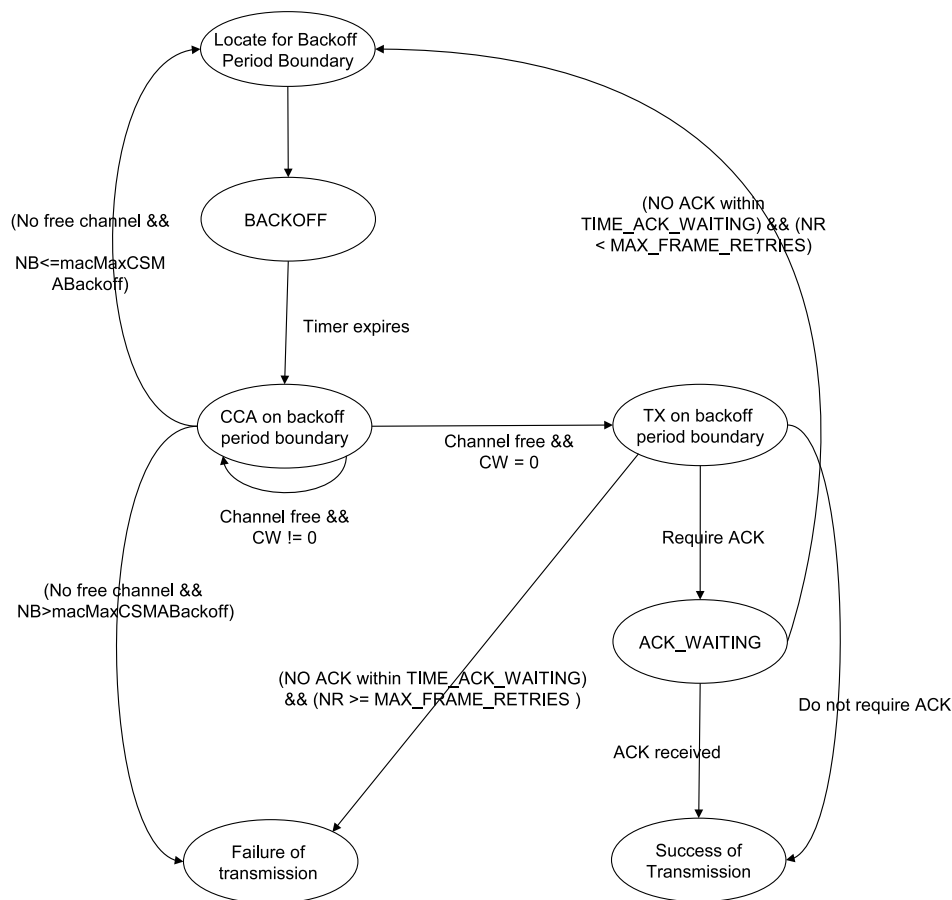 Locate for Backoff
Period Boundary
BACKOFF
(No free channel &&
NB<=macMaxCSM
ABackoff)
(NO ACK within
TIME_ACK_WAITING) && (NR
< MAX_FRAME_RETRIES)
Timer expires
CCA on backoff
period boundary
TX on backoff
period boundary
Channel free &&
CW = 0
Channel free &&
CW != 0
Require ACK
(No free channel &&
NB>macMaxCSMABackoff)
ACK_WAITING
(NO ACK within TIME_ACK_WAITING)
&& (NR >= MAX_FRAME_RETRIES )
Do not require ACK
ACK received
Failure of
transmission
Success of
Transmission